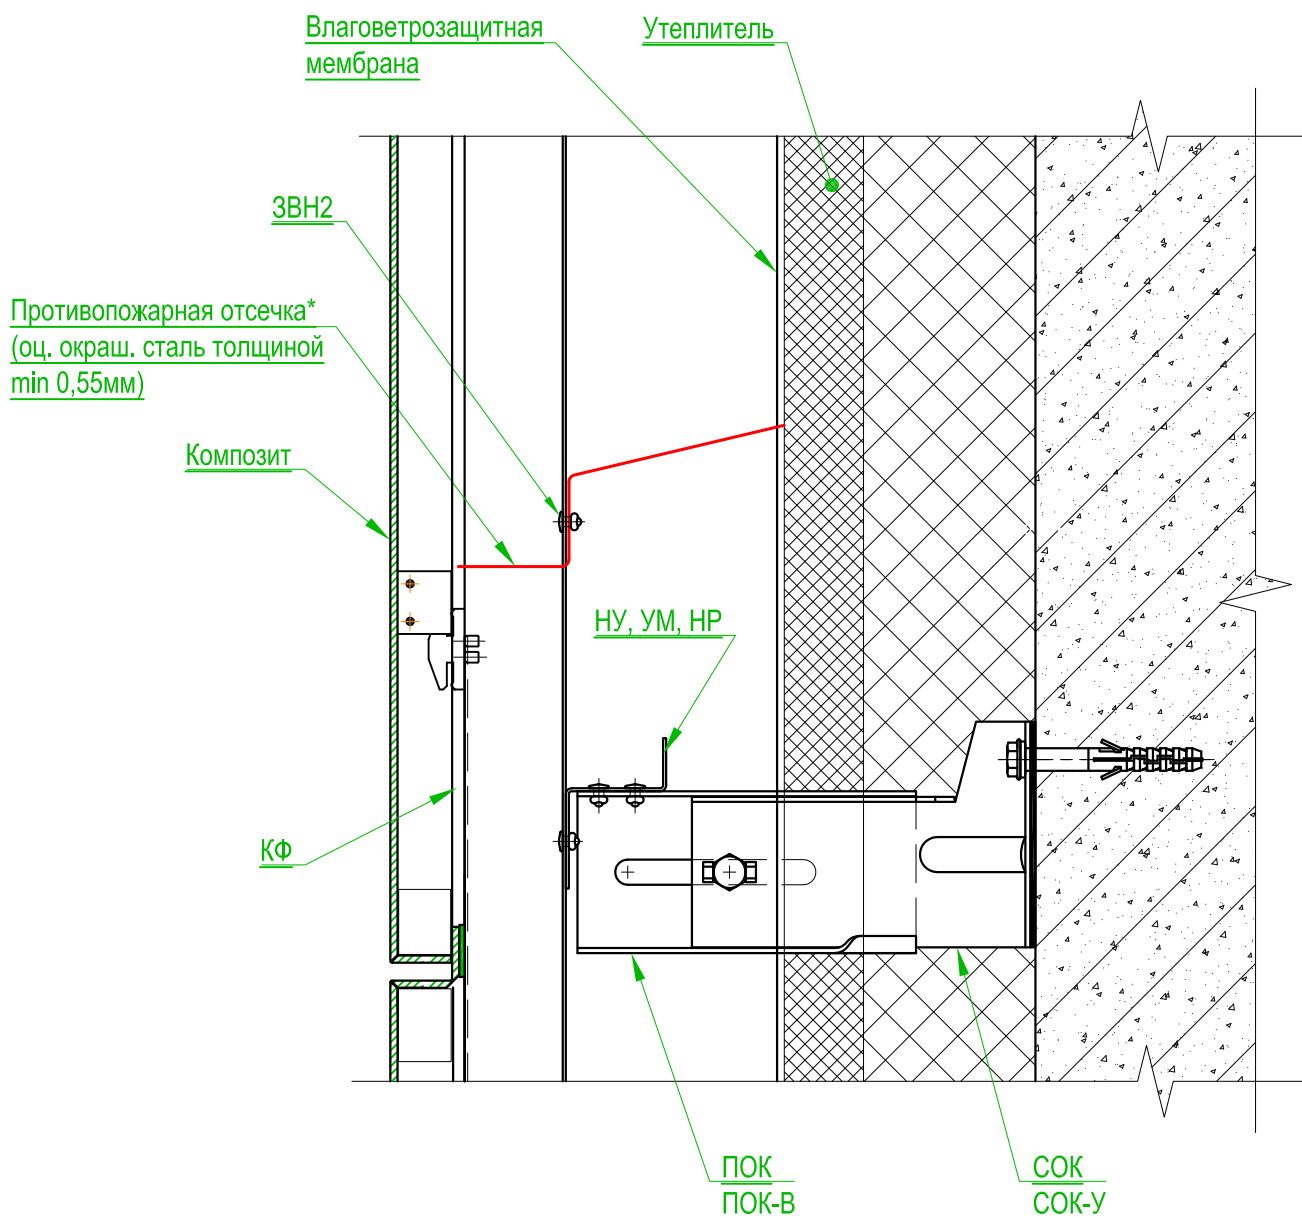 Влаговетрозащитная
мембрана
Утеплитель
ЗВН2
Противопожарная отсечка*
(оц. окраш. сталь толщиной
min 0,55мм)
Композит
НУ, УМ, НР
КФ
ПОК
ПОК-В
СОК
СОК-У